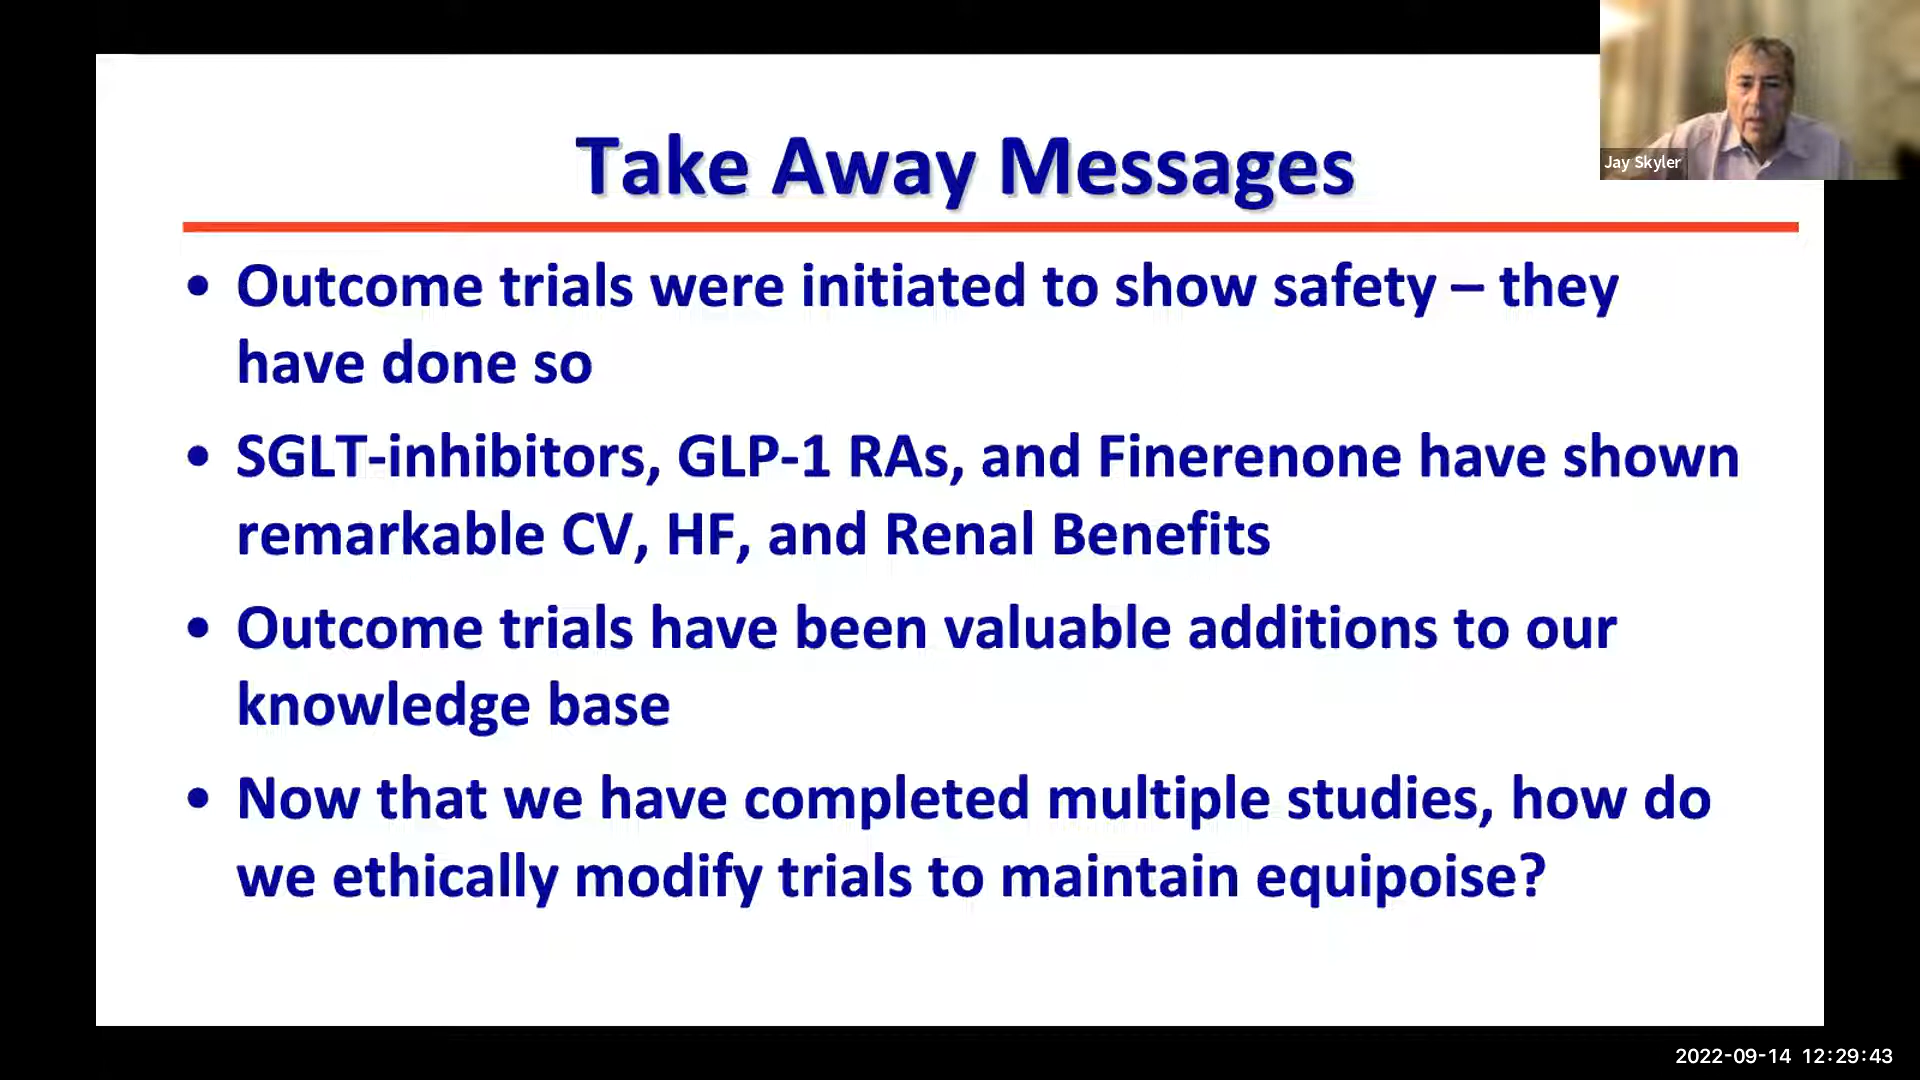 Jay Skyler
Take Away Messages
• Outcome trials were initiated to show safety – they
have done so
• SGLT-inhibitors, GLP-1 RAs, and Finerenone have shown
remarkable CV, HF, and Renal Benefits
• Outcome trials have been valuable additions to our
knowledge base
• Now that we have completed multiple studies, how do
we ethically modify trials to maintain equipoise?
2022-09-14 12:29:43